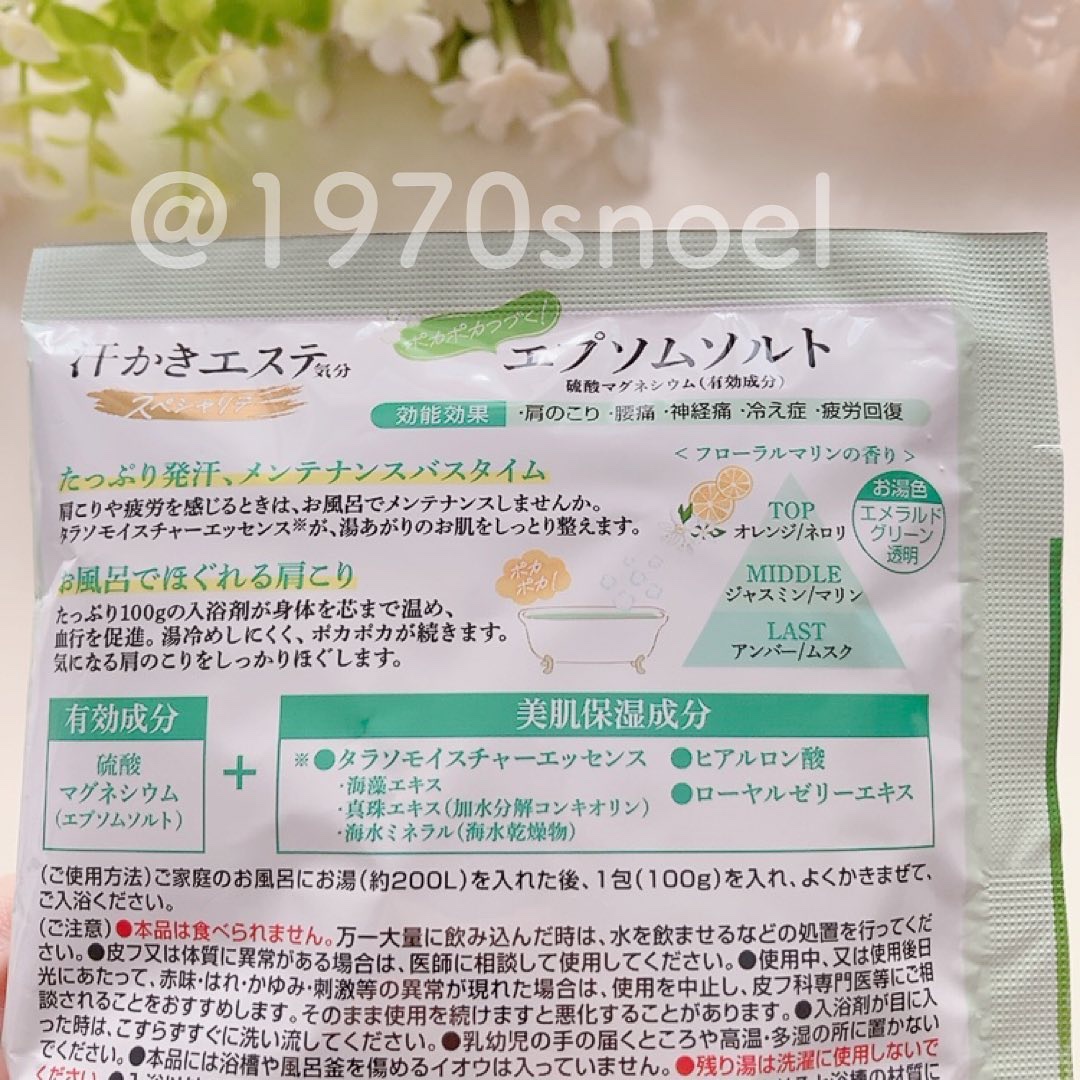 @1970snoel
ポカポカつづく!
汗かきエステ気分
スペシャリテ
エプソムソルト
硫酸マグネシウム(有効成分)
効能効果 ・肩のこり・腰痛・神経痛・冷え症・疲労回復
たっぷり発汗、メンテナンスバスタイム
肩こりや疲労を感じるときは、お風呂でメンテナンスしませんか。
タラソモイスチャーエッセンス※が、湯あがりのお肌をしっとり整えます。
<フローラルマリンの香り>
TOP
オレンジ/ネロリ
MIDDLE
ジャスミン/マリン
LAST
アンバー/ムスク
お湯色
エメラルド
グリーン
透明
お風呂でほぐれる肩こり
たっぷり100gの入浴剤が身体を芯まで温め、
血行を促進。湯冷めしにくく、ポカポカが続きます。
気になる肩のこりをしっかりほぐします。
ポカ
ポカ!
有効成分
硫酸
マグネシウム
(エプソムソルト)
+
美肌保湿成分
※●タラソモイスチャーエッセンス
・海藻エキス
・真珠エキス(加水分解コンキオリン)
・海水ミネラル(海水乾燥物)
●ヒアルロン酸
●ローヤルゼリーエキス
(ご使用方法)ご家庭のお風呂にお湯(約200L)を入れた後、1包(100g)を入れ、よくかきまぜて、
ご入浴ください。
(ご注意)●本品は食べられません。万一大量に飲み込んだ時は、水を飲ませるなどの処置を行ってくだ
さい。●皮フ又は体質に異常がある場合は、医師に相談して使用してください。●使用中、又は使用後日
光にあたって、赤味・はれ・かゆみ・刺激等の異常が現れた場合は、使用を中止し、皮フ科専門医等にご相
談されることをおすすめします。そのまま使用を続けますと悪化することがあります。●入浴剤が目に入
った時は、こすらずすぐに洗い流してください。●乳幼児の手の届くところや高温・多湿の所に置かない
でください。●本品には浴槽や風呂釜を傷めるイオウは入っていません。●残り湯は洗濯に使用しないで
ください。